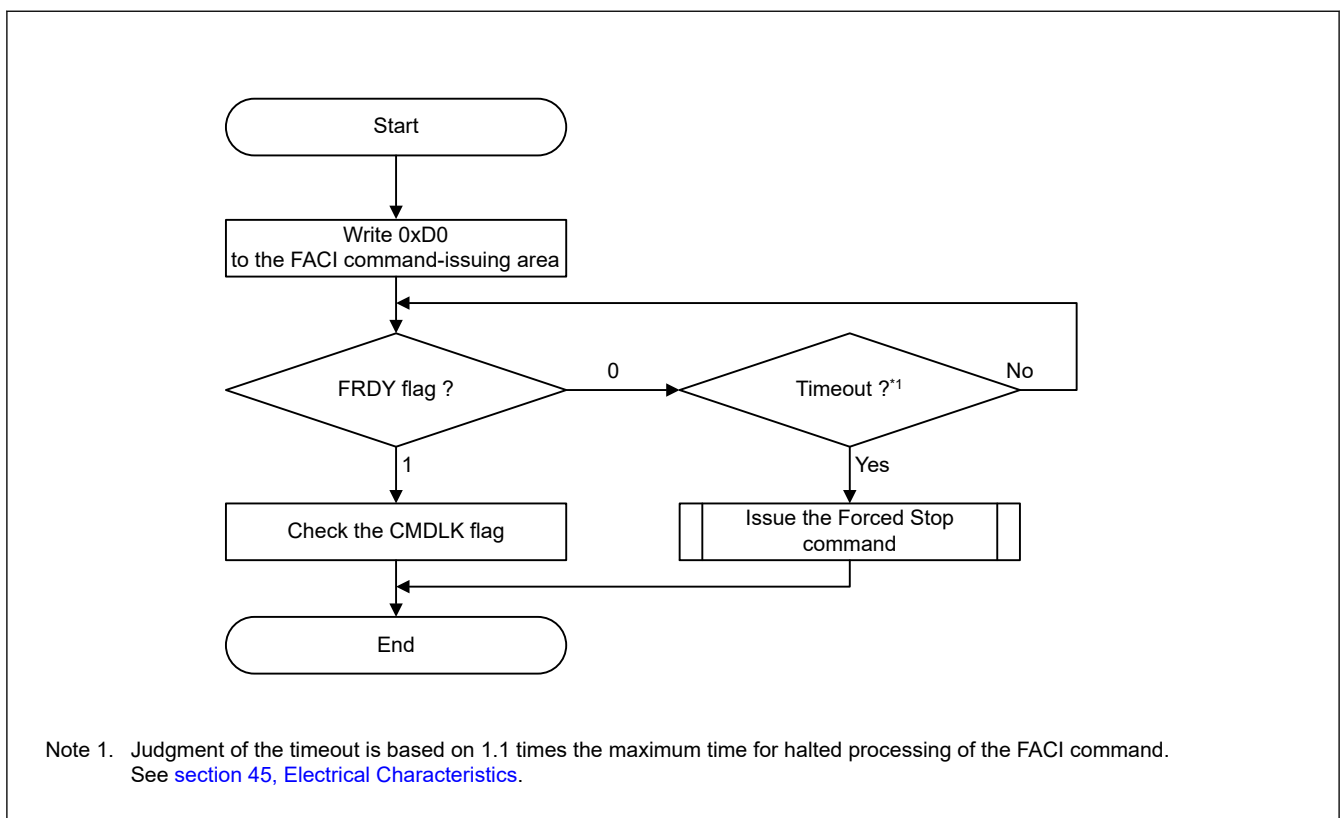 Start
Write 0xD0
to the FACI command-issuing area
FRDY flag ?
0
Timeout ?*1
No
1
Yes
Check the CMDLK flag
Issue the Forced Stop
command
End
Note 1. Judgment of the timeout is based on 1.1 times the maximum time for halted processing of the FACI command.
See section 45, Electrical Characteristics.